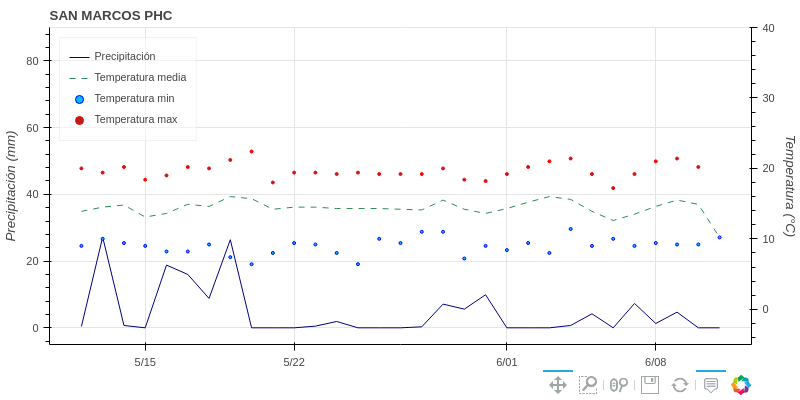 SAN MARCOS PHC
Precipitación
Temperatura media
Temperatura min
Temperatura max
Precipitación (mm)
80
60
40
20
0
Temperatura (°C)
40
30
20
10
0
5/15
5/22
6/01
6/08